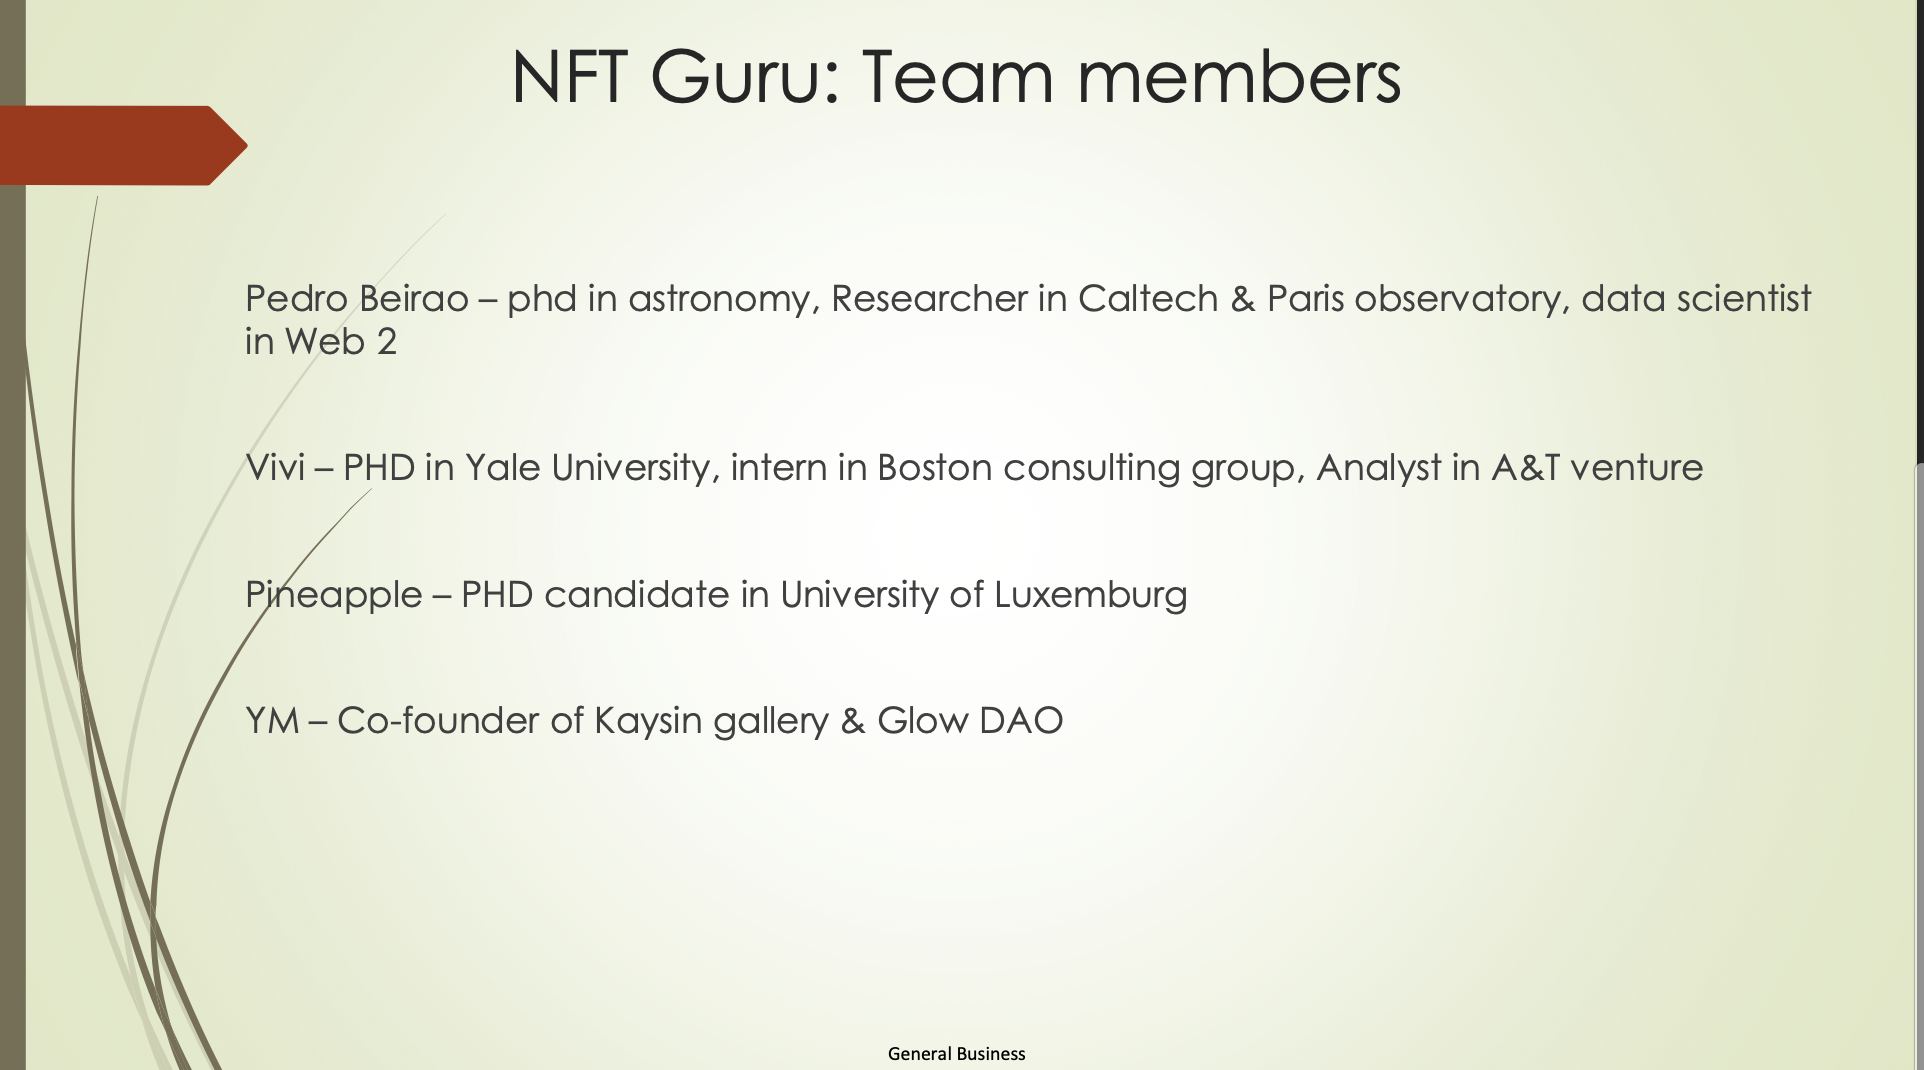 NFT Guru: Team members
Pedro Beirao – phd in astronomy, Researcher in Caltech & Paris observatory, data scientist
in Web 2
Vivi – PHD in Yale University, intern in Boston consulting group, Analyst in A&T venture
Pineapple – PHD candidate in University of Luxemburg
YM – Co-founder of Kaysin gallery & Glow DAO
General Business